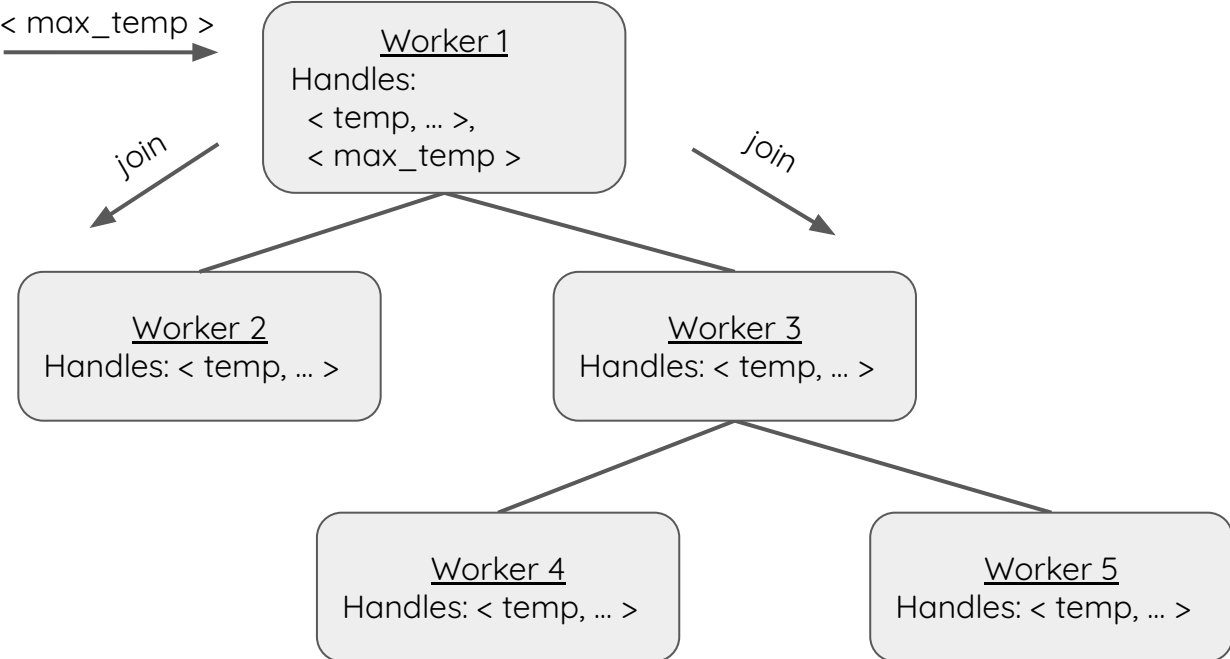 < max_temp >
Worker 1
Handles:
< temp, ... >,
< max_temp >
join
join
Worker 2
Handles: < temp, ... >
Worker 3
Handles: < temp, ... >
Worker 4
Handles: < temp, ... >
Worker 5
Handles: < temp, ... >